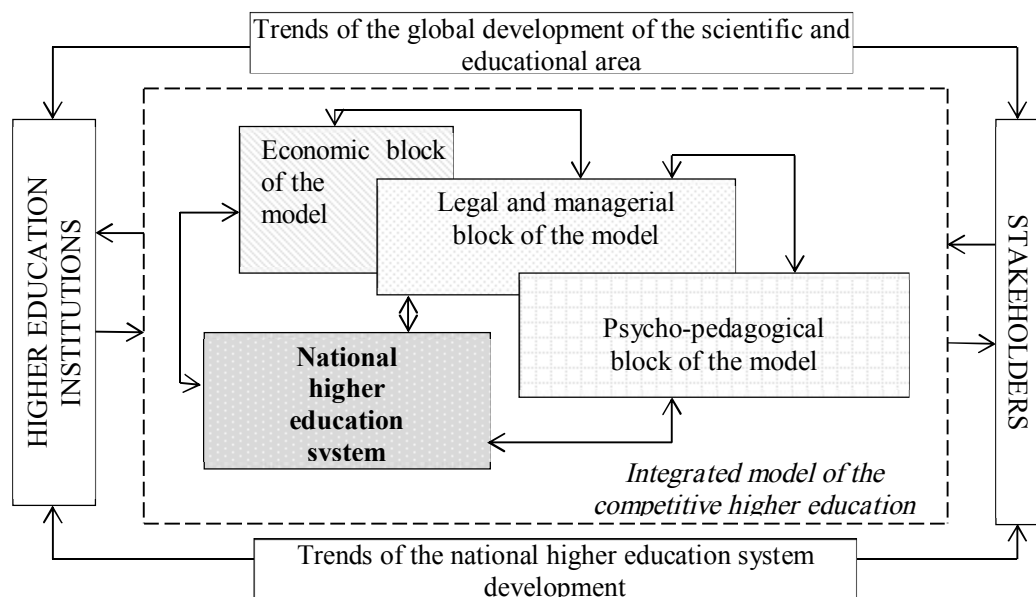 Trends of the global development of the scientific and
educational area
HIGHER EDUCATION
INSTITUTIONS
Economic block
of the
model
Legal and managerial
block of the model
Psycho-pedagogical
block of the model
National
higher
education
system
Integrated model of the
competitive higher education
STAKEHOLDERS
Trends of the national higher education system
development